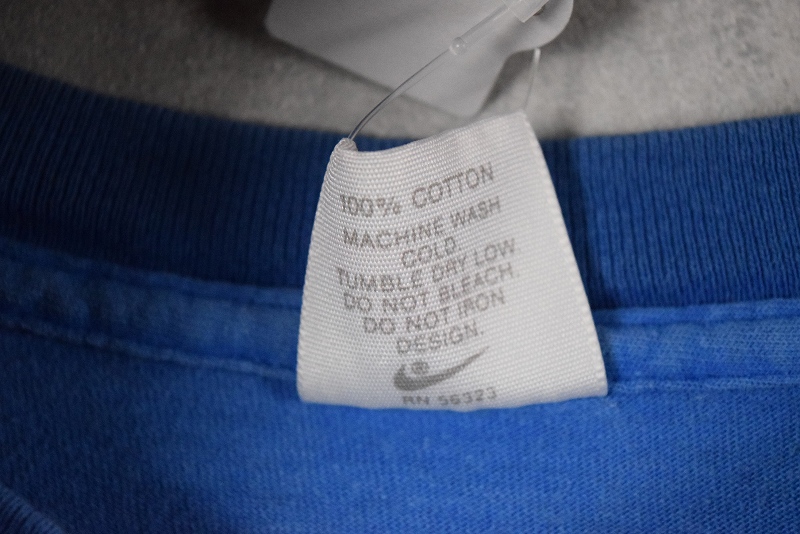 100% COTTON
MACHINE WASH
COLD.
TUMBLE DRY LOW.
DO NOT BLEACH.
DO NOT IRON
DESIGN.
RN 56323